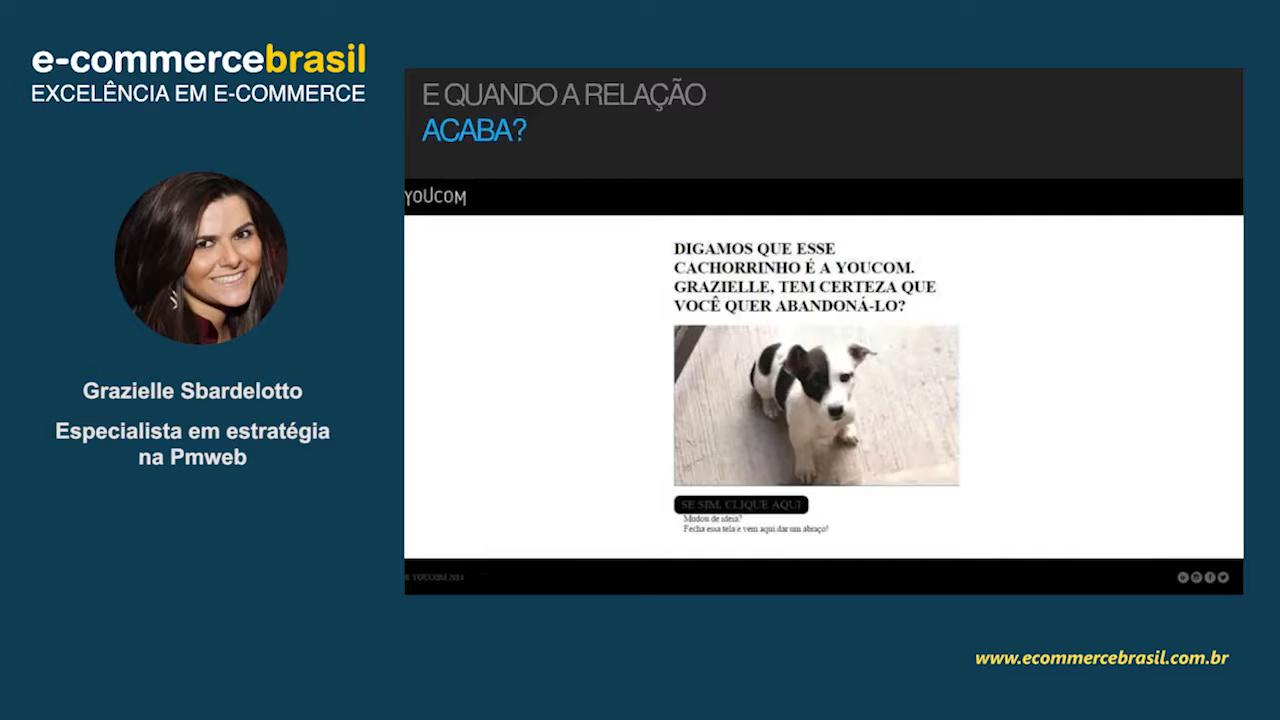 e-commercebrasil
EXCELÊNCIA EM E-COMMERCE
Grazielle Sbardelotto
Especialista em estratégia
na Pmweb
E QUANDO A RELAÇÃO
ACABA?
YOUCOM
DIGAMOS QUE ESSE
CACHORRINHO É A YOUCOM.
GRAZIELLE, TEM CERTEZA QUE
VOCÊ QUER ABANDONÁ-LO?
SE SIM, CLIQUE AQUI
Mudou de ideia?
Fecha essa tela e vem aqui dar um abraço!
YOUCOM 2014
www.ecommercebrasil.com.br